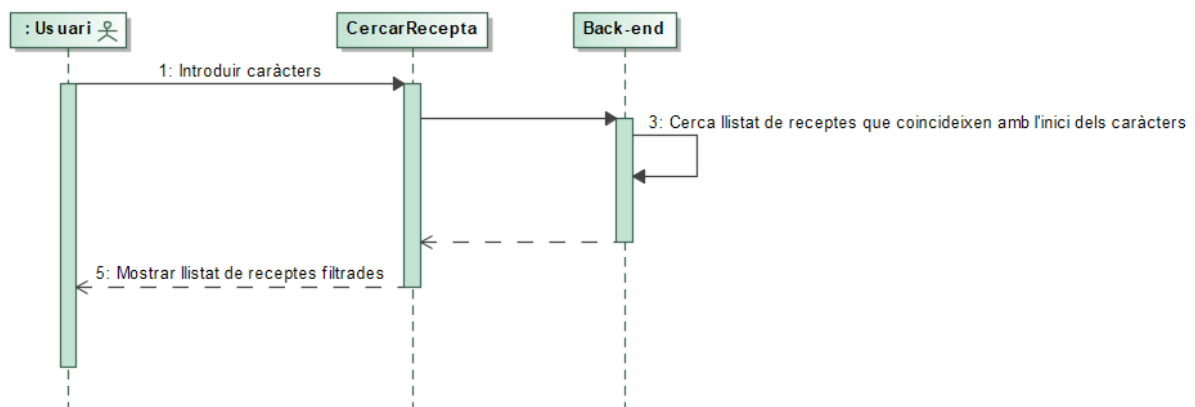 : Usuari
CercarRecepta
Back-end
1: Introduir caràcters
3: Cerca llistat de receptes que coincideixen amb l'inici dels caràcters
5: Mostrar llistat de receptes filtrades